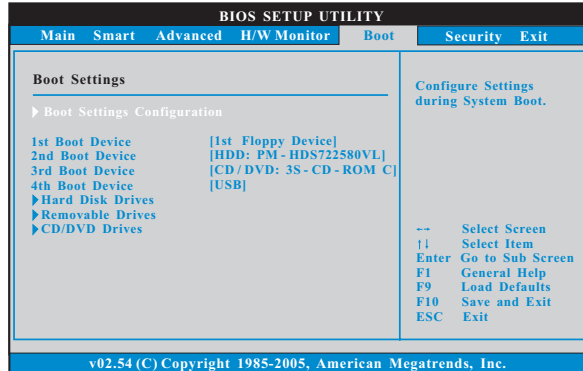 BIOS SETUP UTILITY
Main Smart Advanced H/W Monitor Boot Security Exit
Boot Settings
Boot Settings Configuration
1st Boot Device [1st Floppy Device]
2nd Boot Device [HDD: PM - HDS722580VL]
3rd Boot Device [CD / DVD: 3S - CD - ROM C]
4th Boot Device [USB]
Hard Disk Drives
Removable Drives
CD/DVD Drives
Configure Settings
during System Boot.
←→ Select Screen
↑↓ Select Item
Enter Go to Sub Screen
F1 General Help
F9 Load Defaults
F10 Save and Exit
ESC Exit
v02.54 (C) Copyright 1985-2005, American Megatrends, Inc.